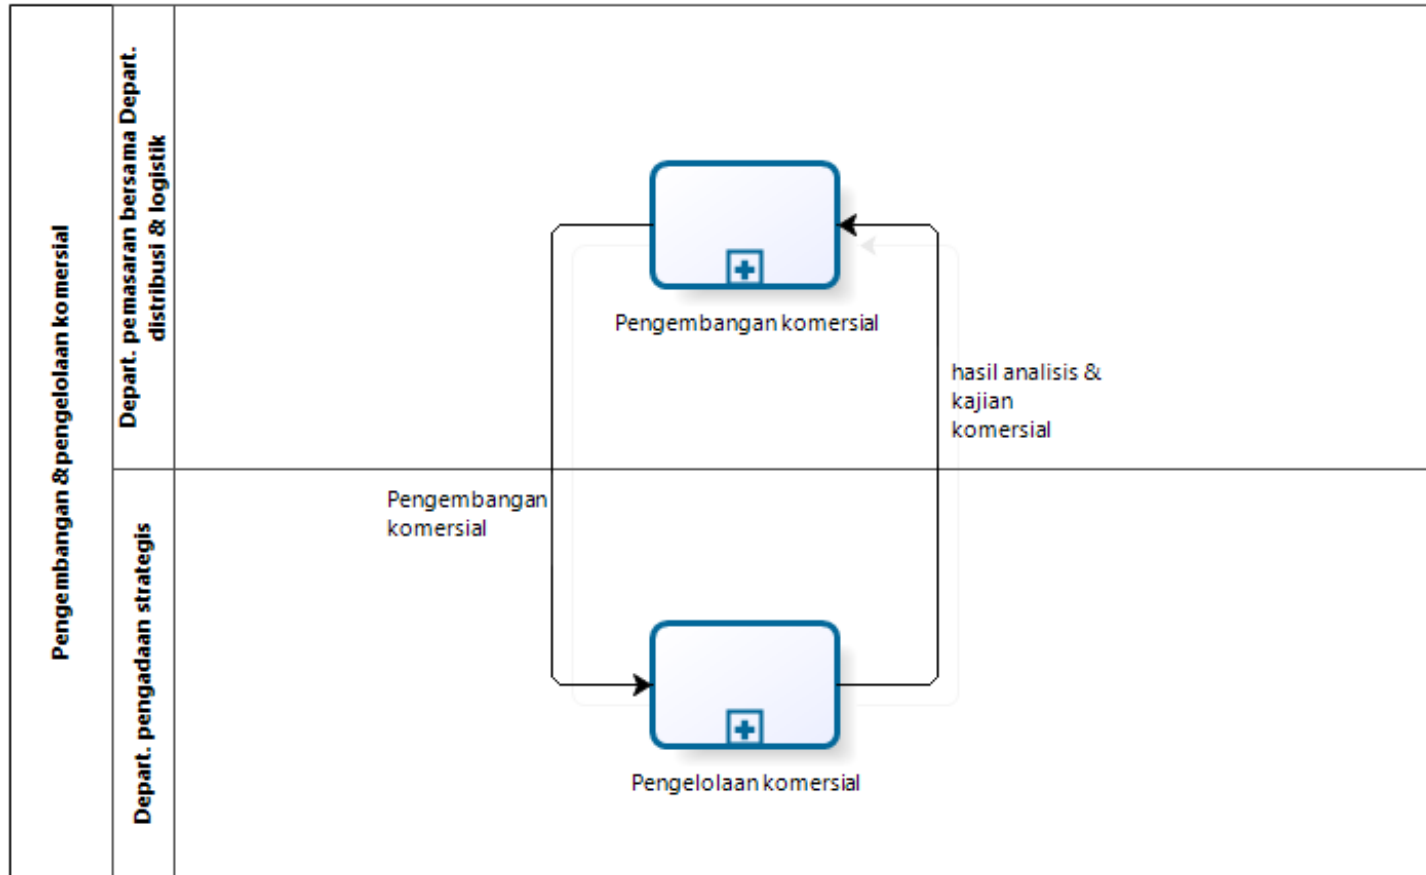 Pengembangan &pengelolaan komersial
Depart. pemasaran bersama Depart.
distribusi & logistik
Pengembangan komersial
hasil analisis &
kajian
komersial
Depart. pengadaan strategis
Pengembangan
komersial
Pengelolaan komersial